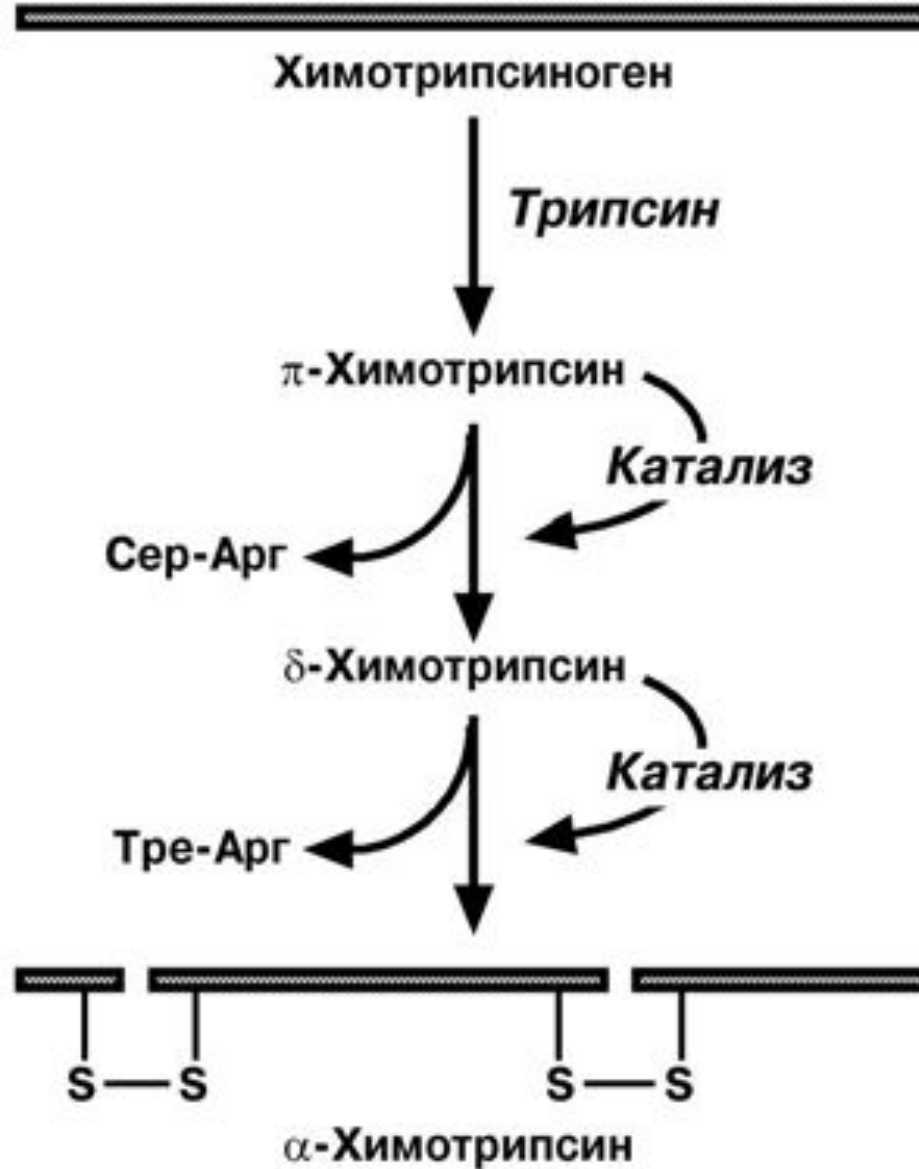 Химотрипсиноген
Трипсин
π-Химотрипсин
Катализ
Сер-Арг
δ-Химотрипсин
Катализ
Тре-Арг
S — S
S — S
α-Химотрипсин